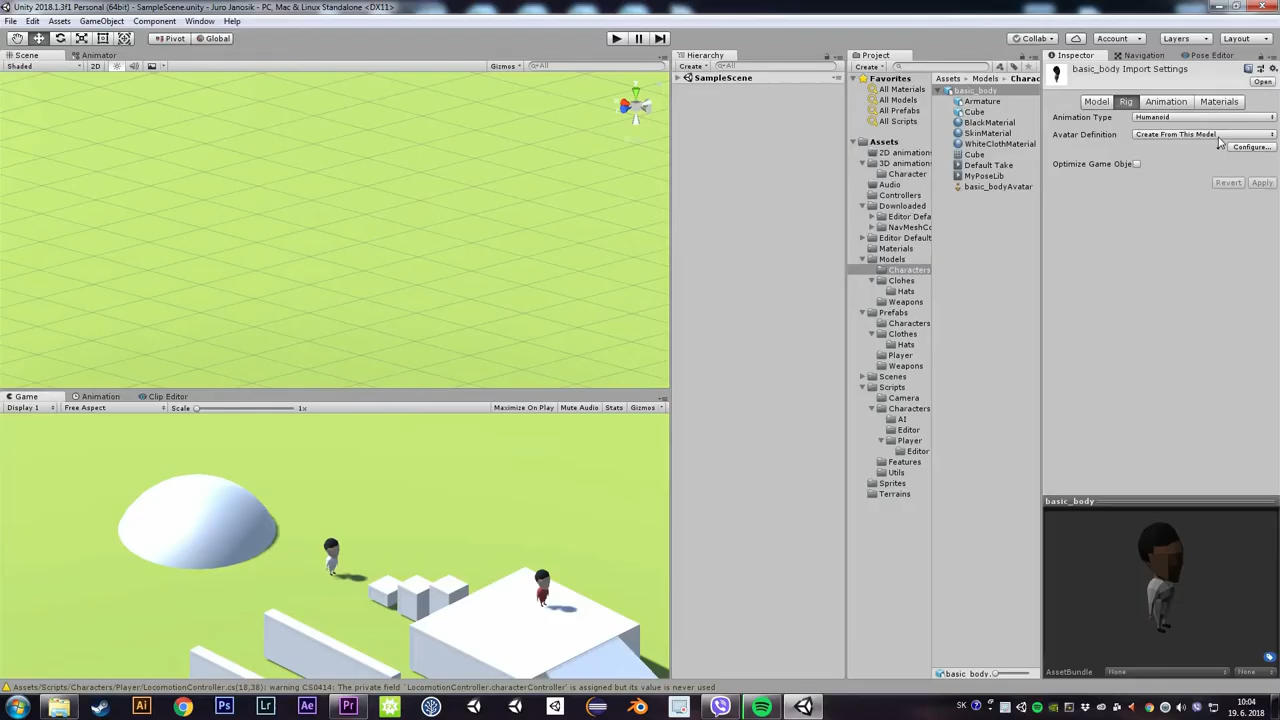 Unity 2018.1.3f1 Personal (64bit) - SampleScene.unity - Juro Janosik - PC, Mac & Linux Standalone <DX11>
File Edit Assets GameObject Component Window Help
Pivot Global Collab Account Layers Layout
Scene Animator
Shaded 2D Gizmos All
Hierarchy
Create All
SampleScene
Project
Create
Favorites
All Materials
All Models
All Prefabs
All Scripts
Assets
2D animations
3D animations
Character
Audio
Controllers
Downloaded
Editor Defa
NavMeshCo
Editor Default
Materials
Models
Characters
Clohes
Hats
Weapons
Prefabs
Characters
Clothes
Hats
Player
Weapons
Scenes
Scripts
Camera
Characters
AI
Editor
Player
Editor
Features
Utils
Sprites
Terrains
Assets Models Charac
basic_body
Armature
Cube
BlackMaterial
SkinMaterial
WhiteClothMaterial
Cube
Default Take
MyPoseLib
basic_bodyAvatar
basic body.
Inspector Navigation Pose Editor
basic_body Import Settings
Open
Model Rig Animation Materials
Animation Type Humanoid
Avatar Definition Create From This Model
Configure...
Optimize Game Obje
Revert Apply
basic_body
AssetBundle None None
Game Animation Clip Editor
Display 1 Free Aspect Scale 1x Maximize On Play Mute Audio Stats Gizmos
Assets/Scripts/Characters/Player/LocomotionController.cs(18,38): warning CS0414: The private field `LocomotionController.characterController' is assigned but its value is never used
Ai Ps Lr Ae Pr
SK
10:04
19. 6. 2018